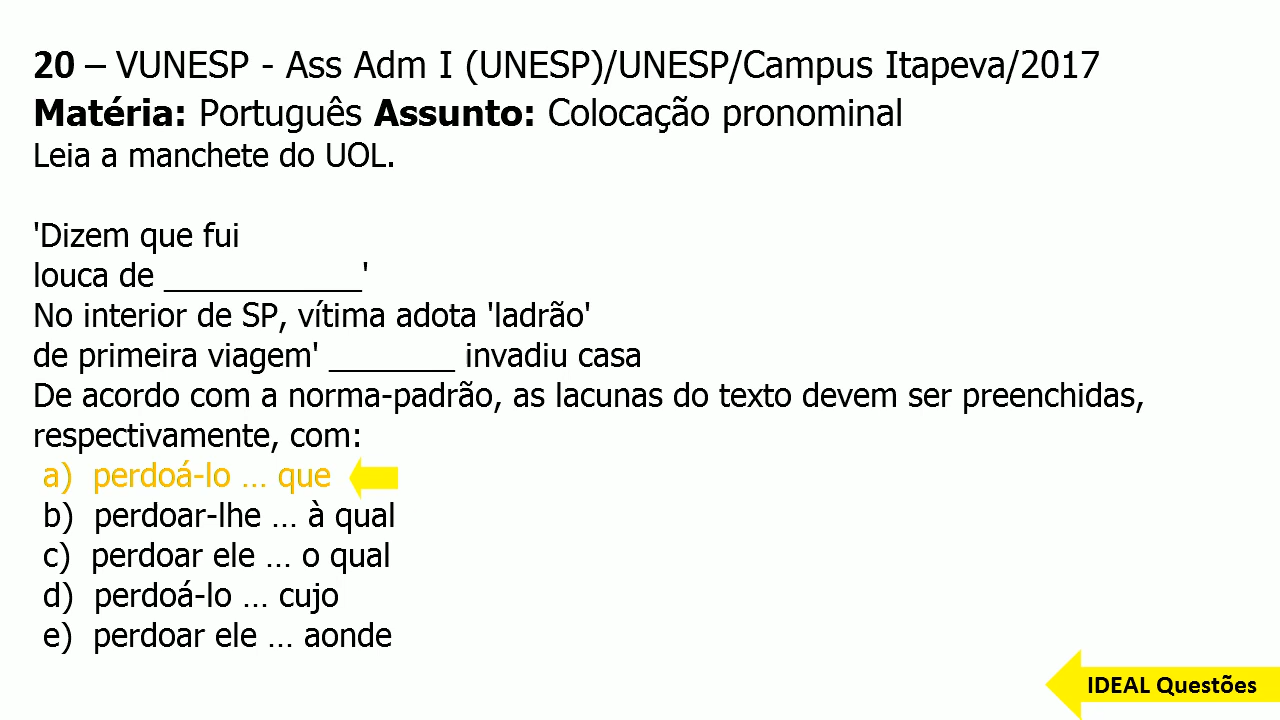 20 – VUNESP - Ass Adm I (UNESP)/UNESP/Campus Itapeva/2017
Matéria: Português Assunto: Colocação pronominal
Leia a manchete do UOL.
'Dizem que fui
louca de ____________'
No interior de SP, vítima adota 'ladrão'
de primeira viagem' ________ invadiu casa
De acordo com a norma-padrão, as lacunas do texto devem ser preenchidas,
respectivamente, com:
a) perdoá-lo … que
b) perdoar-lhe … à qual
c) perdoar ele … o qual
d) perdoá-lo … cujo
e) perdoar ele … aonde
IDEAL Questões